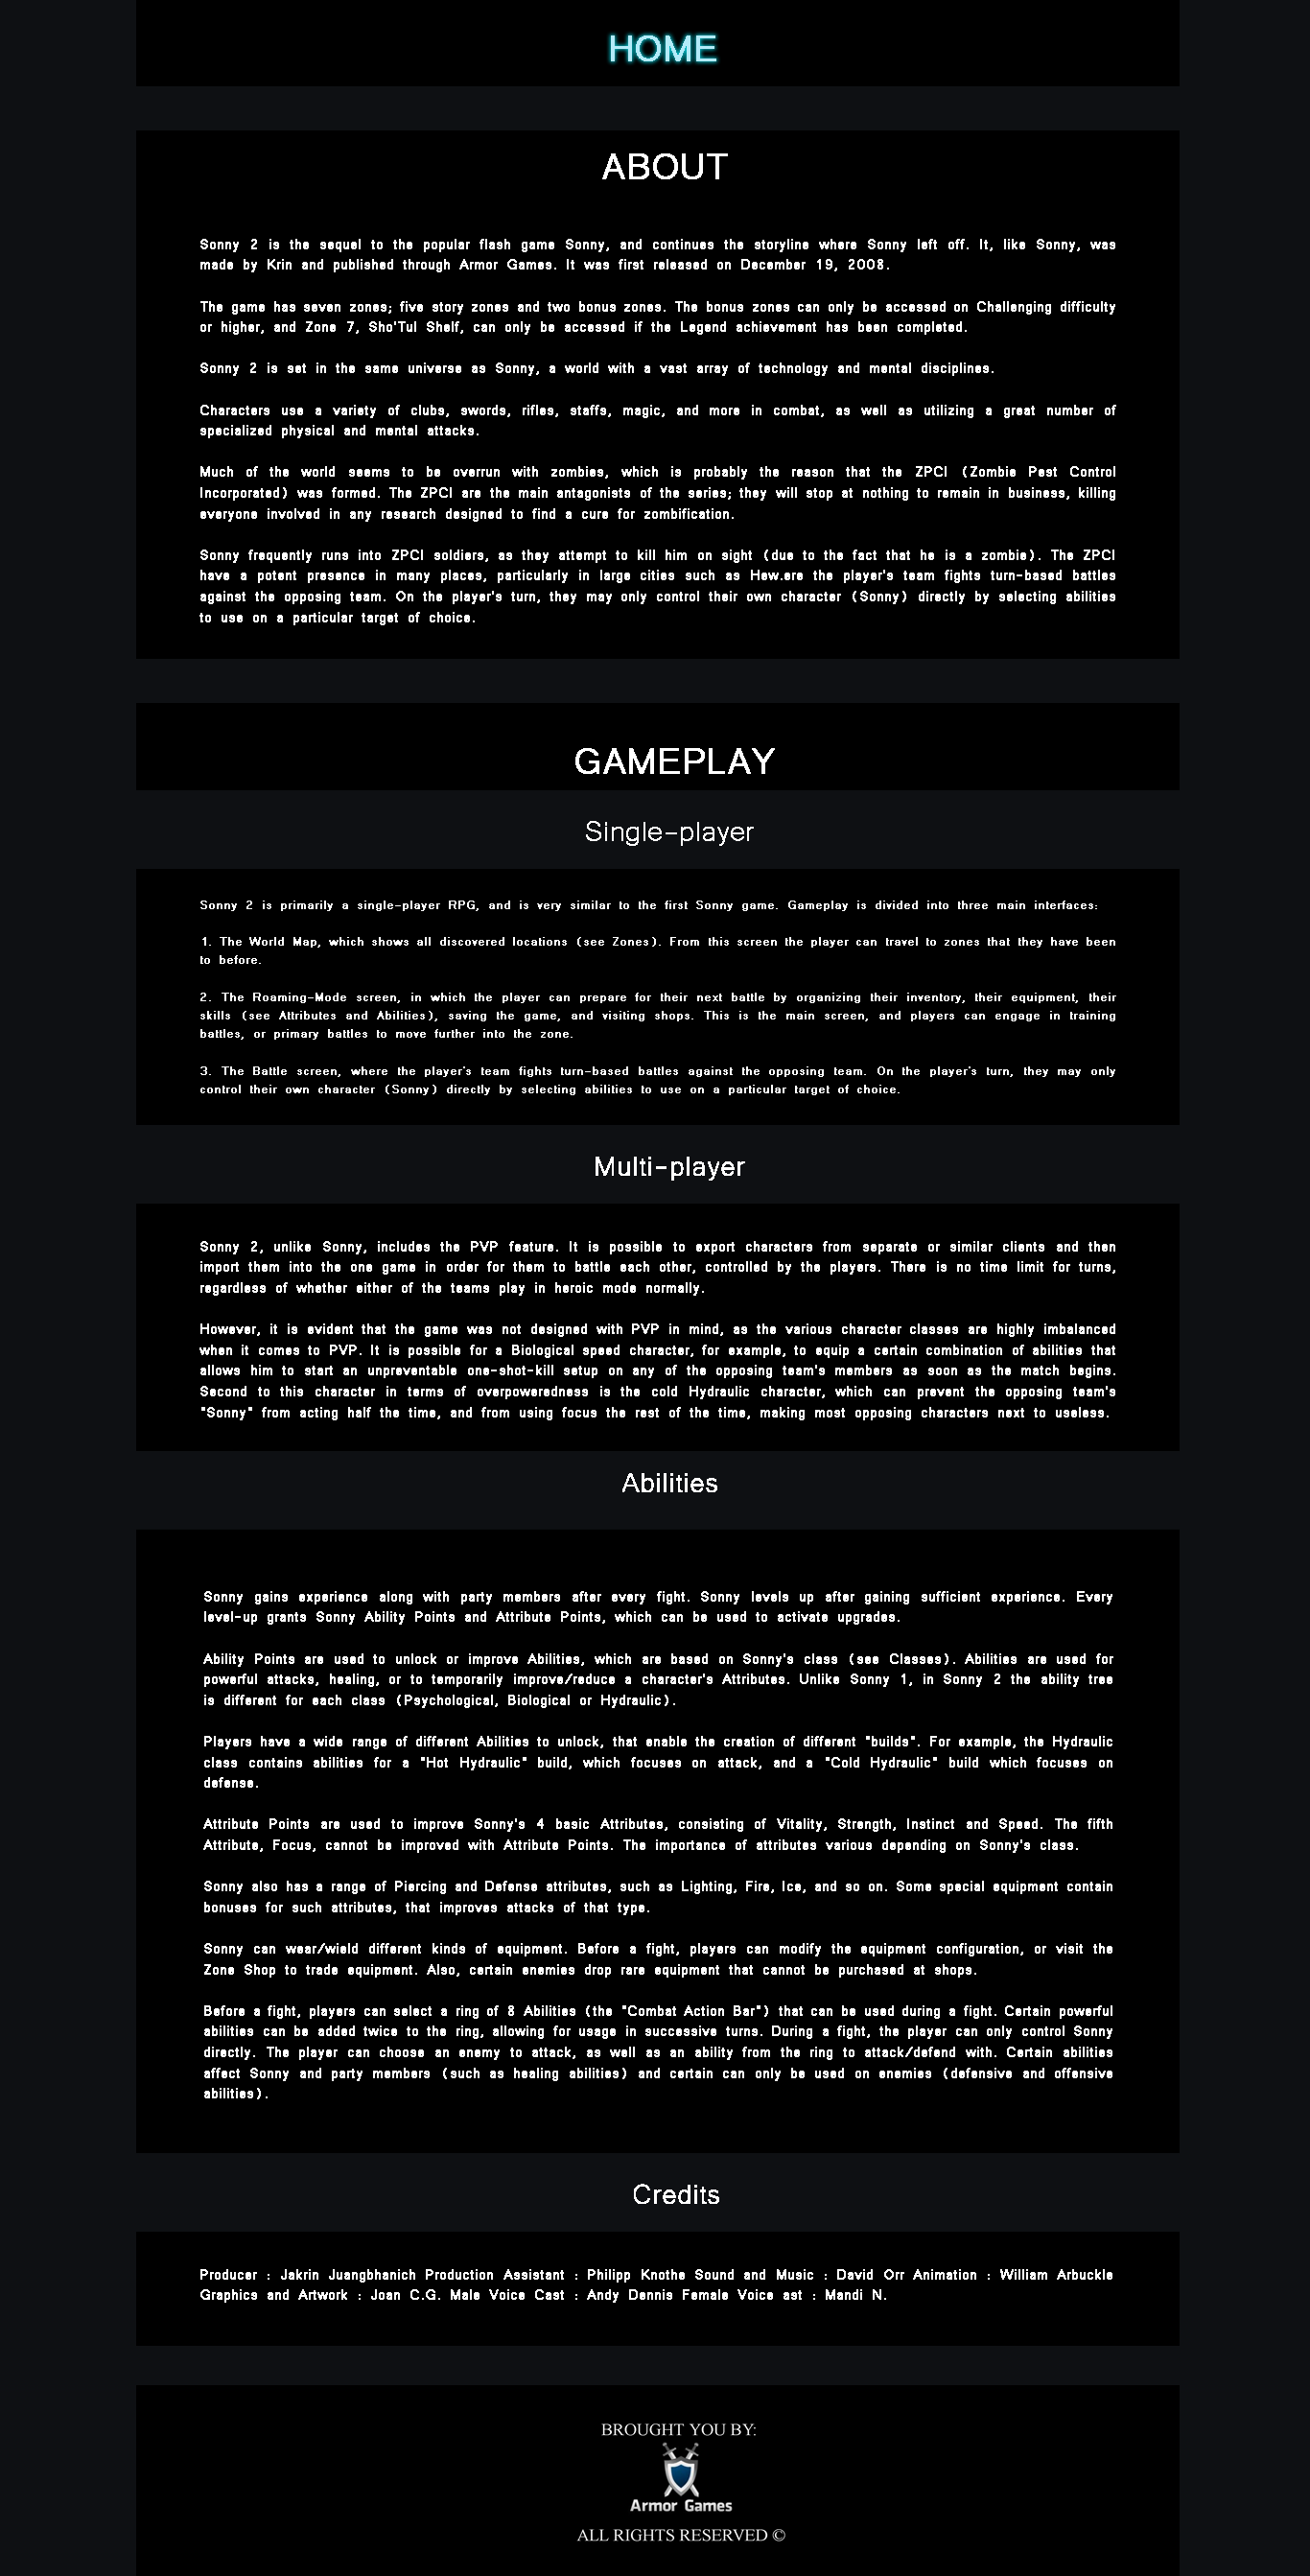 HOME
ABOUT
Sonny 2 is the sequel to the popular flash game Sonny, and continues the storyline where Sonny left off. It, like Sonny, was
made by Krin and published through Armor Games. It was first released on December 19, 2008.
The game has seven zones; five story zones and two bonus zones. The bonus zones can only be accessed on Challenging difficulty
or higher, and Zone 7, Sho'Tul Shelf, can only be accessed if the Legend achievement has been completed.
Sonny 2 is set in the same universe as Sonny, a world with a vast array of technology and mental disciplines.
Characters use a variety of clubs, swords, rifles, staffs, magic, and more in combat, as well as utilizing a great number of
specialized physical and mental attacks.
Much of the world seems to be overrun with zombies, which is probably the reason that the ZPCI (Zombie Pest Control
Incorporated) was formed. The ZPCI are the main antagonists of the series; they will stop at nothing to remain in business, killing
everyone involved in any research designed to find a cure for zombification.
Sonny frequently runs into ZPCI soldiers, as they attempt to kill him on sight (due to the fact that he is a zombie). The ZPCI
have a potent presence in many places, particularly in large cities such as Hew.ere the player's team fights turn-based battles
against the opposing team. On the player's turn, they may only control their own character (Sonny) directly by selecting abilities
to use on a particular target of choice.
GAMEPLAY
Single-player
Sonny 2 is primarily a single-player RPG, and is very similar to the first Sonny game. Gameplay is divided into three main interfaces:
1. The World Map, which shows all discovered locations (see Zones). From this screen the player can travel to zones that they have been
to before.
2. The Roaming-Mode screen, in which the player can prepare for their next battle by organizing their inventory, their equipment, their
skills (see Attributes and Abilities), saving the game, and visiting shops. This is the main screen, and players can engage in training
battles, or primary battles to move further into the zone.
3. The Battle screen, where the player's team fights turn-based battles against the opposing team. On the player's turn, they may only
control their own character (Sonny) directly by selecting abilities to use on a particular target of choice.
Multi-player
Sonny 2, unlike Sonny, includes the PVP feature. It is possible to export characters from separate or similar clients and then
import them into the one game in order for them to battle each other, controlled by the players. There is no time limit for turns,
regardless of whether either of the teams play in heroic mode normally.
However, it is evident that the game was not designed with PVP in mind, as the various character classes are highly imbalanced
when it comes to PVP. It is possible for a Biological speed character, for example, to equip a certain combination of abilities that
allows him to start an unpreventable one-shot-kill setup on any of the opposing team's members as soon as the match begins.
Second to this character in terms of overpoweredness is the cold Hydraulic character, which can prevent the opposing team's
"Sonny" from acting half the time, and from using focus the rest of the time, making most opposing characters next to useless.
Abilities
Sonny gains experience along with party members after every fight. Sonny levels up after gaining sufficient experience. Every
level-up grants Sonny Ability Points and Attribute Points, which can be used to activate upgrades.
Ability Points are used to unlock or improve Abilities, which are based on Sonny's class (see Classes). Abilities are used for
powerful attacks, healing, or to temporarily improve/reduce a character's Attributes. Unlike Sonny 1, in Sonny 2 the ability tree
is different for each class (Psychological, Biological or Hydraulic).
Players have a wide range of different Abilities to unlock, that enable the creation of different "builds". For example, the Hydraulic
class contains abilities for a "Hot Hydraulic" build, which focuses on attack, and a "Cold Hydraulic" build which focuses on
defense.
Attribute Points are used to improve Sonny's 4 basic Attributes, consisting of Vitality, Strength, Instinct and Speed. The fifth
Attribute, Focus, cannot be improved with Attribute Points. The importance of attributes various depending on Sonny's class.
Sonny also has a range of Piercing and Defense attributes, such as Lighting, Fire, Ice, and so on. Some special equipment contain
bonuses for such attributes, that improves attacks of that type.
Sonny can wear/wield different kinds of equipment. Before a fight, players can modify the equipment configuration, or visit the
Zone Shop to trade equipment. Also, certain enemies drop rare equipment that cannot be purchased at shops.
Before a fight, players can select a ring of 8 Abilities (the "Combat Action Bar") that can be used during a fight. Certain powerful
abilities can be added twice to the ring, allowing for usage in successive turns. During a fight, the player can only control Sonny
directly. The player can choose an enemy to attack, as well as an ability from the ring to attack/defend with. Certain abilities
affect Sonny and party members (such as healing abilities) and certain can only be used on enemies (defensive and offensive
abilities).
Credits
Producer : Jakrin Juangbhanich Production Assistant : Philipp Knothe Sound and Music : David Orr Animation : William Arbuckle
Graphics and Artwork : Joan C.G. Male Voice Cast : Andy Dennis Female Voice ast : Mandi N.
BROUGHT YOU BY:
Armor Games
ALL RIGHTS RESERVED ©